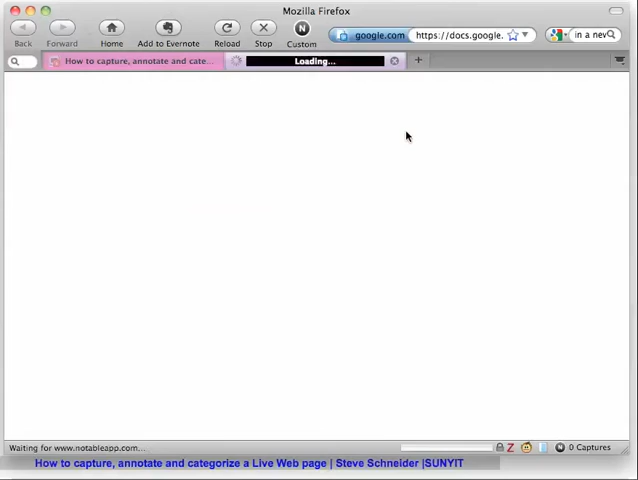 Mozilla Firefox
Back Forward Home Add to Evernote Reload Stop Custom google.com https://docs.google. in a nev
How to capture, annotate and cate... Loading... +
Waiting for www.notableapp.com... Z N 0 Captures
How to capture, annotate and categorize a Live Web page | Steve Schneider |SUNYIT